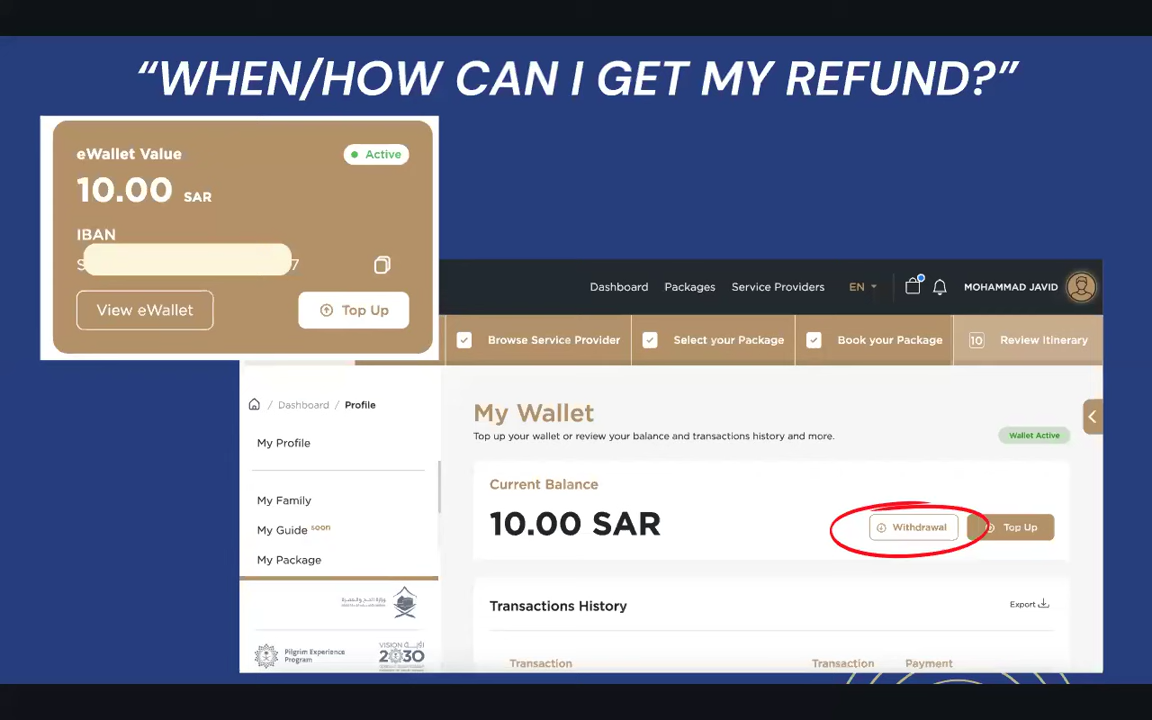 “WHEN/HOW CAN I GET MY REFUND?”
eWallet Value
Active
10.00 SAR
IBAN
S 7
View eWallet
Top Up
Dashboard
Packages
Service Providers
EN
MOHAMMAD JAVID
Browse Service Provider
Select your Package
Book your Package
10 Review Itinerary
/ Dashboard / Profile
My Profile
My Family
My Guide soon
My Package
Pilgrim Experience
Program
VISION رؤية
2030
My Wallet
Top up your wallet or review your balance and transactions history and more.
Wallet Active
Current Balance
10.00 SAR
Withdrawal
Top Up
Transactions History
Export
Transaction
Transaction
Payment